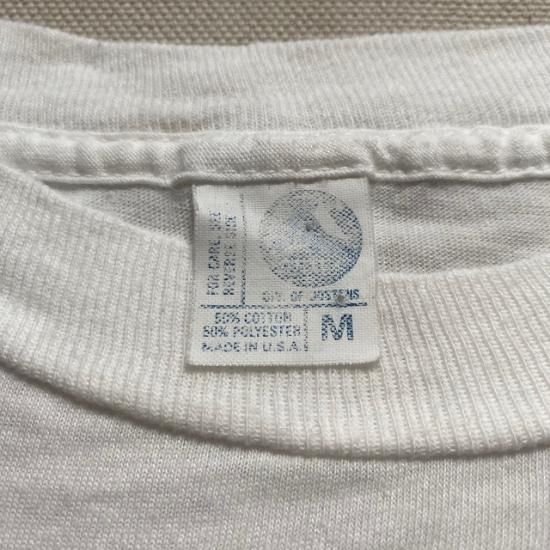 FOR CARE, SEE
REVERSE SIDE
DIV. OF JOSTENS
50% COTTON
50% POLYESTER
MADE IN U.S.A.
M